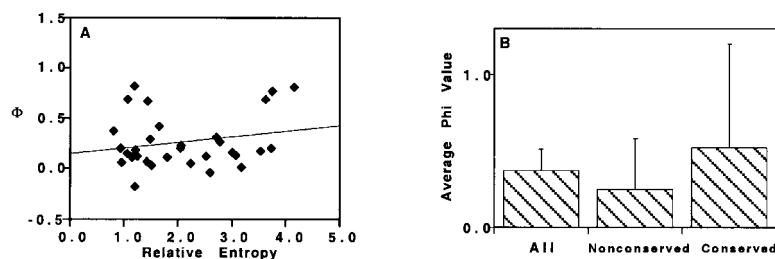 A
1.5
1.0
0.5
0.0
-0.5
Φ
0.0 1.0 2.0 3.0 4.0 5.0
Relative Entropy
B
1.0
0.0
Average Phi Value
All Nonconserved Conserved